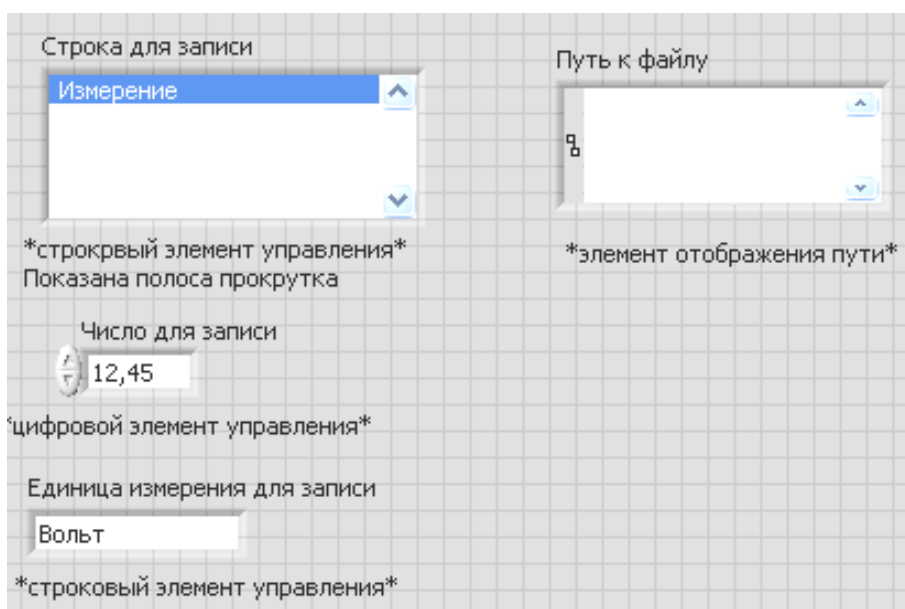 Строка для записи
Измерение
*строкрвый элемент управления*
Показана полоса прокрутка
Путь к файлу
*элемент отображения пути*
Число для записи
12,45
*цифровой элемент управления*
Единица измерения для записи
Вольт
*строковый элемент управления*